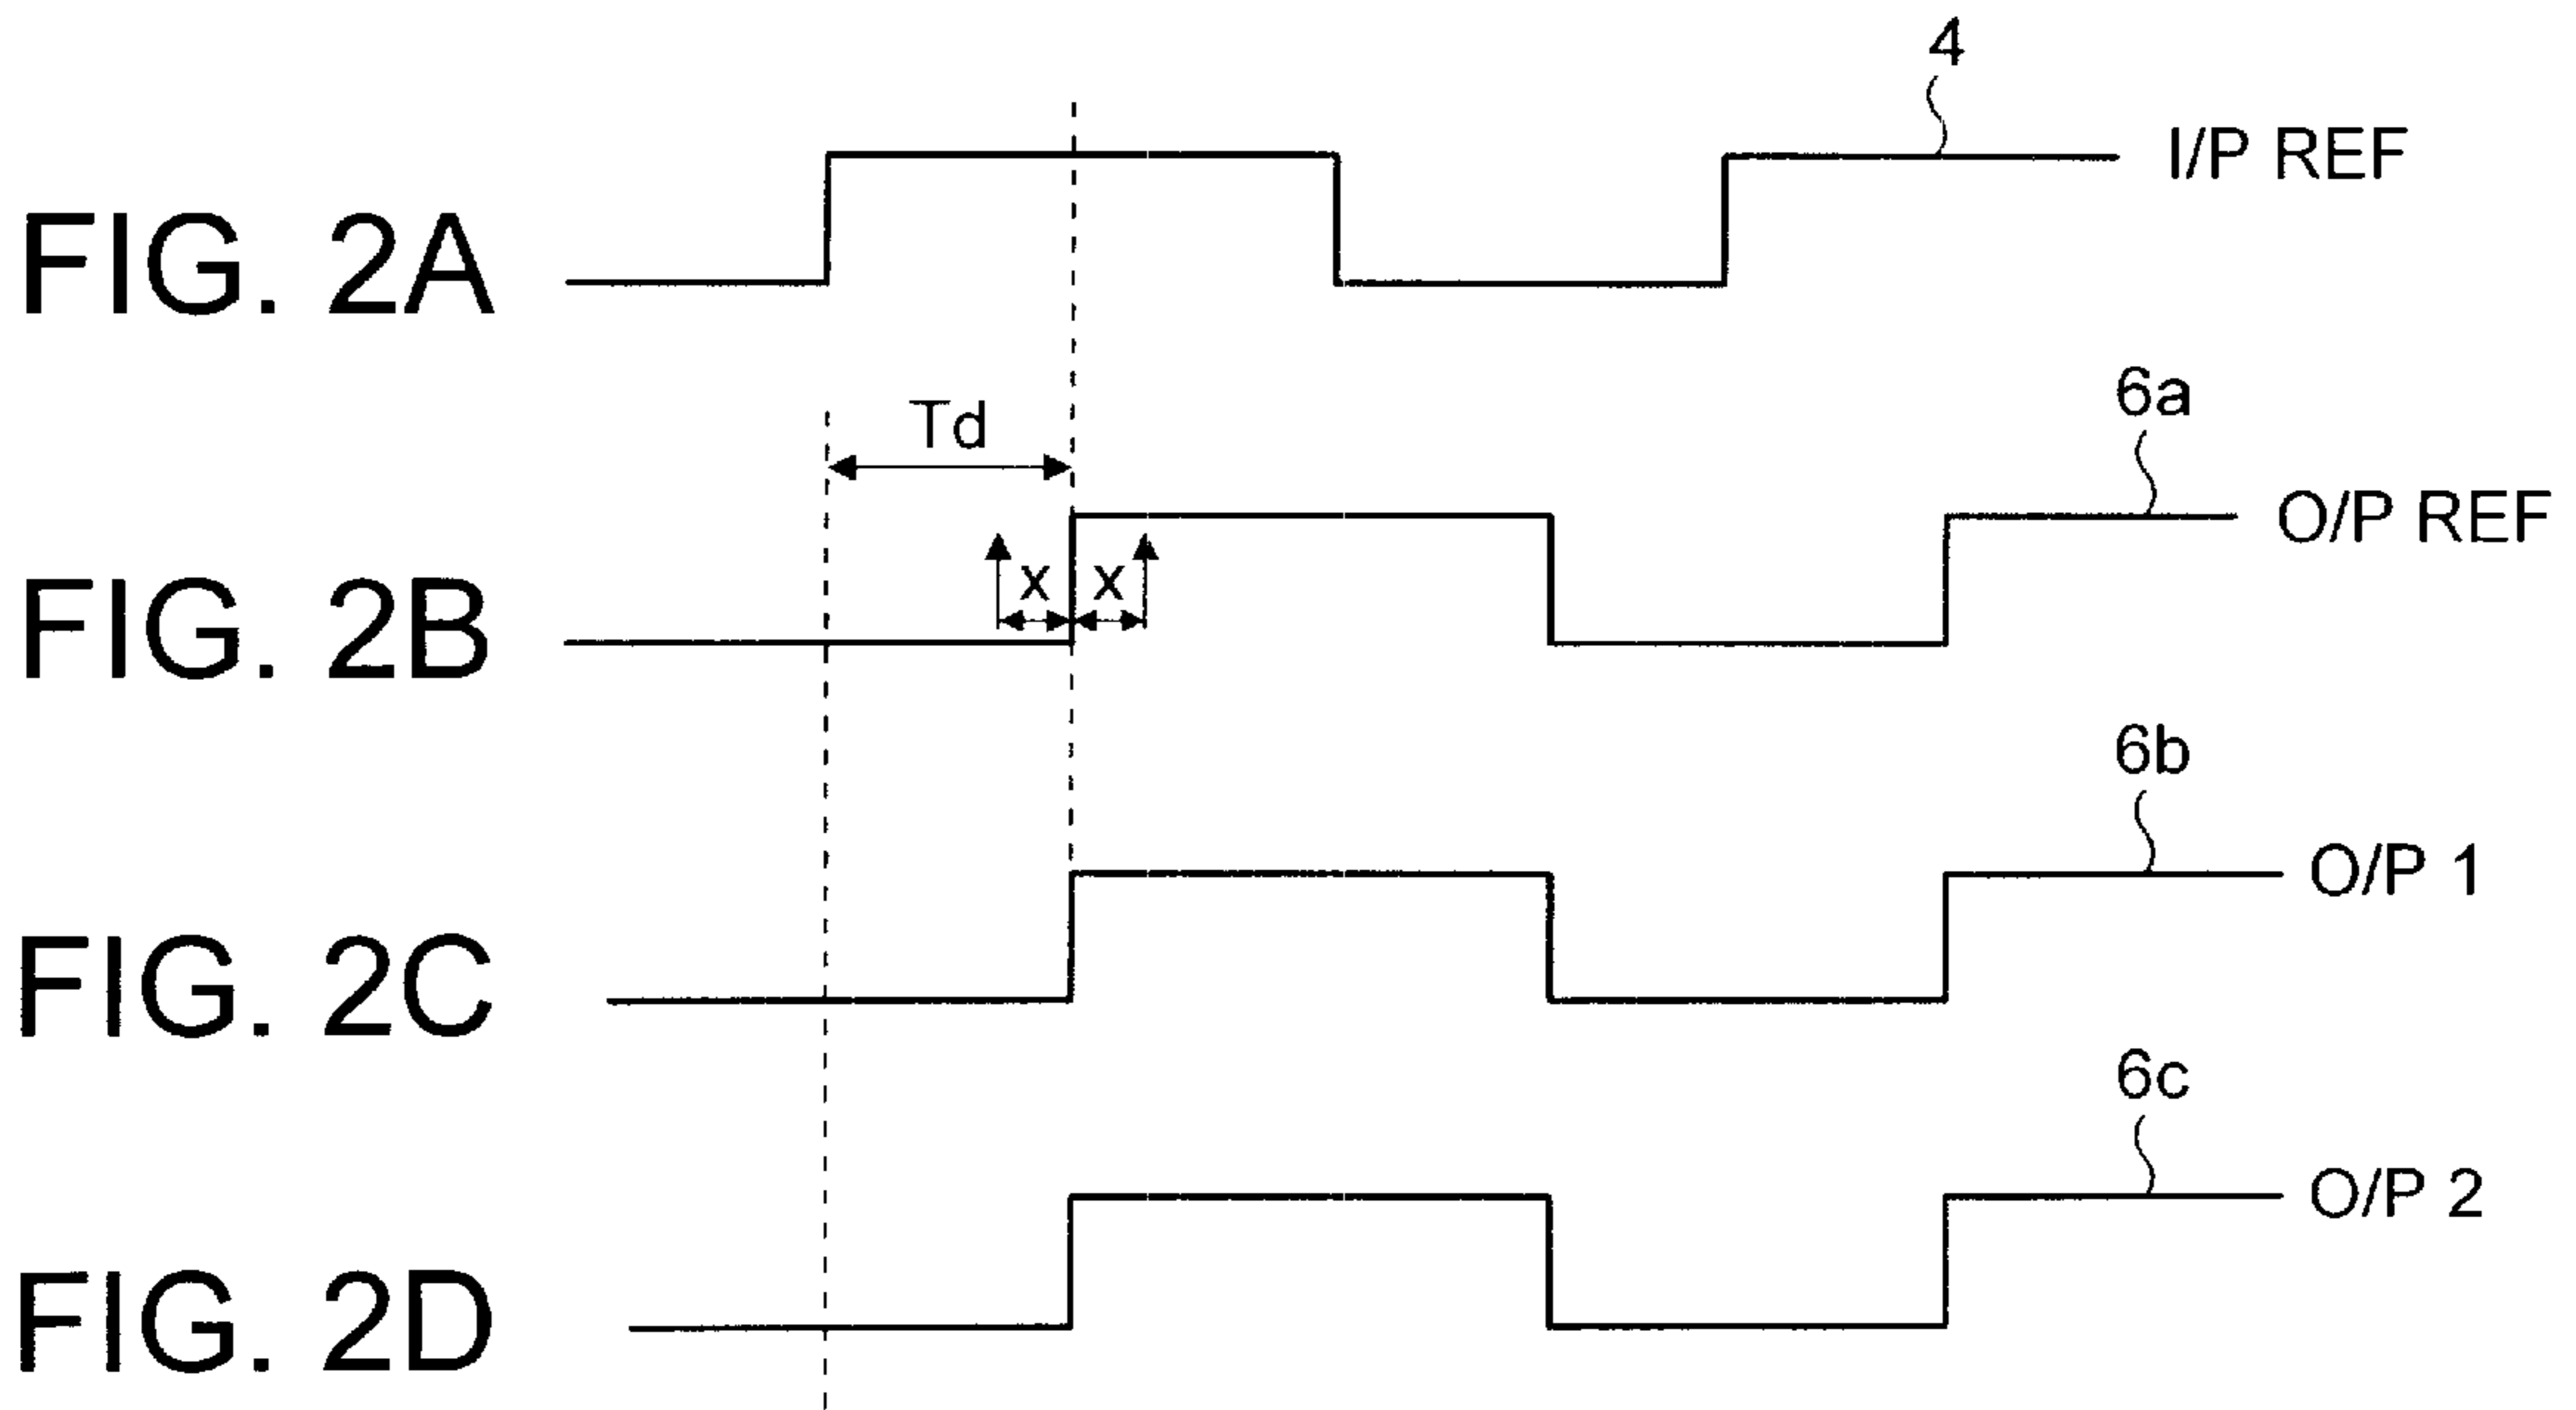 4
I/P REF
FIG. 2A
6a
Td
O/P REF
x x
FIG. 2B
6b
O/P 1
FIG. 2C
6c
O/P 2
FIG. 2D